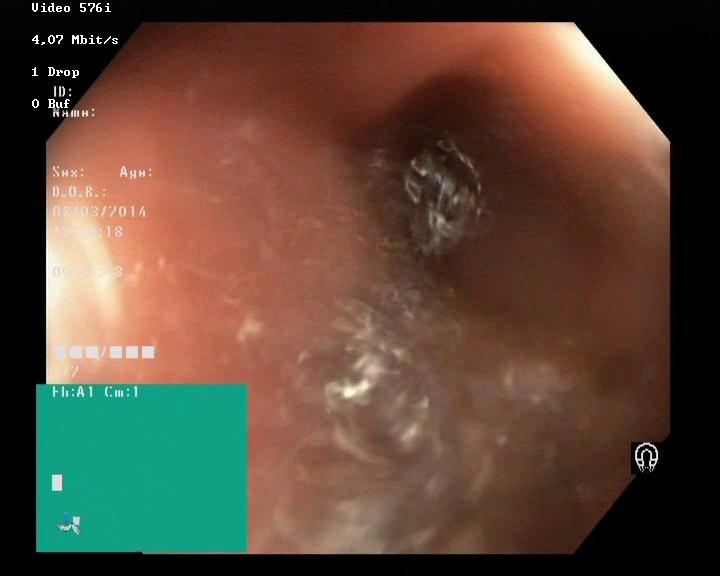 Video 576i
4,07 Mbit/s
1 Drop
ID:
0 Buf
Name:
Sex: Age:
D.O.R.:
08/03/2014
Eh:A1 Cm:1